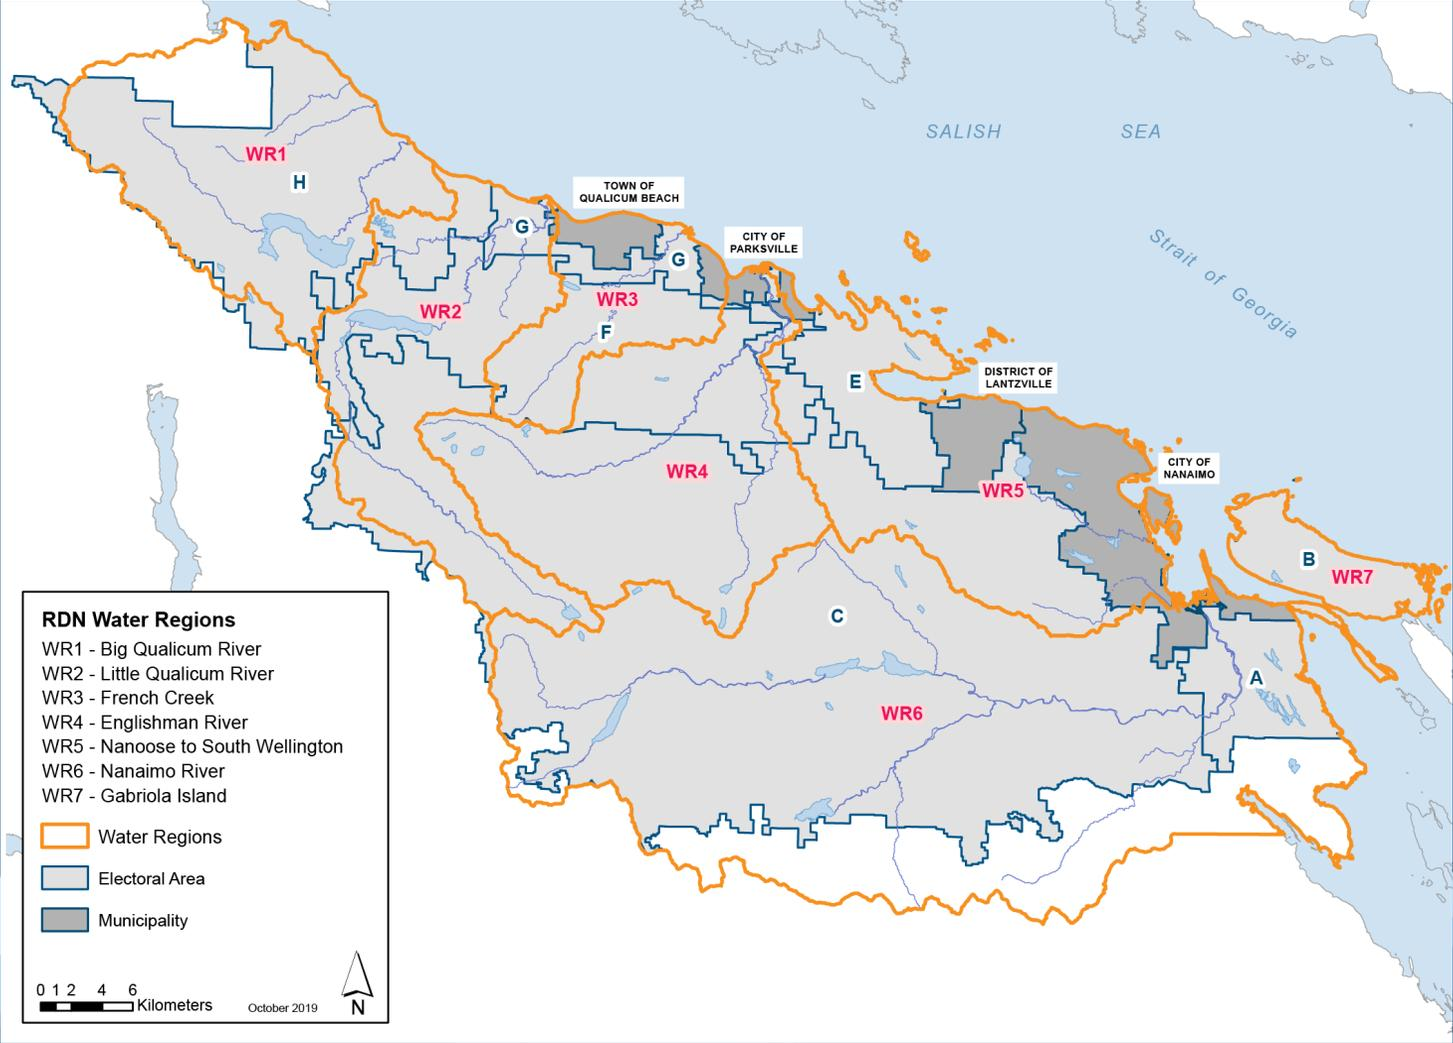 TOWN OF
QUALICUM BEACH
CITY OF
PARKSVILLE
DISTRICT OF
LANTZVILLE
CITY OF
NANAIMO
SALISH SEA
Strait of Georgia
WR1
H
G
G
WR2
WR3
F
E
WR4
WR5
B
WR7
C
A
WR6
RDN Water Regions
WR1 - Big Qualicum River
WR2 - Little Qualicum River
WR3 - French Creek
WR4 - Englishman River
WR5 - Nanoose to South Wellington
WR6 - Nanaimo River
WR7 - Gabriola Island
Water Regions
Electoral Area
Municipality
0 1 2 4 6
Kilometers
October 2019
N